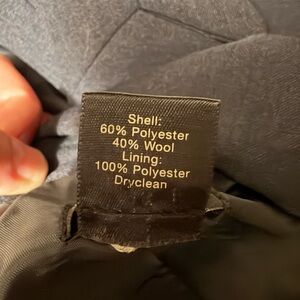 Shell:
60% Polyester
40% Wool
Lining:
100% Polyester
Dryclean